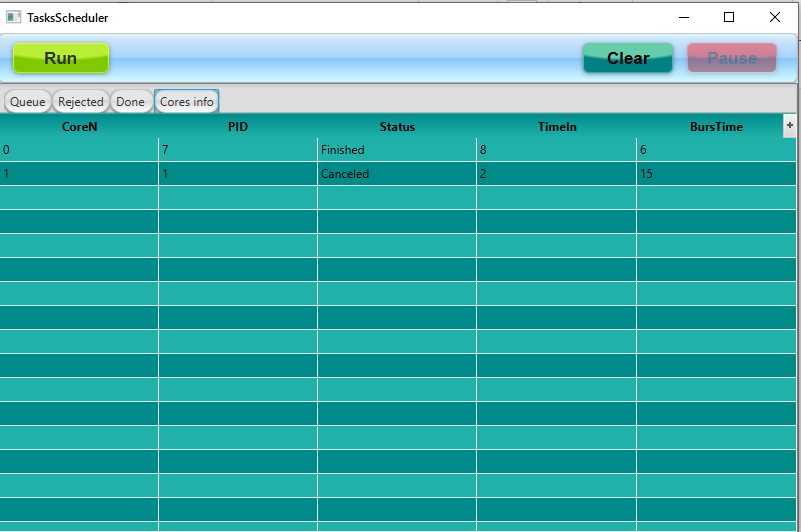 TasksScheduler
Run Clear Pause
Queue Rejected Done Cores info
CoreN PID Status TimeIn BursTime +
0 7 Finished 8 6
1 1 Canceled 2 15